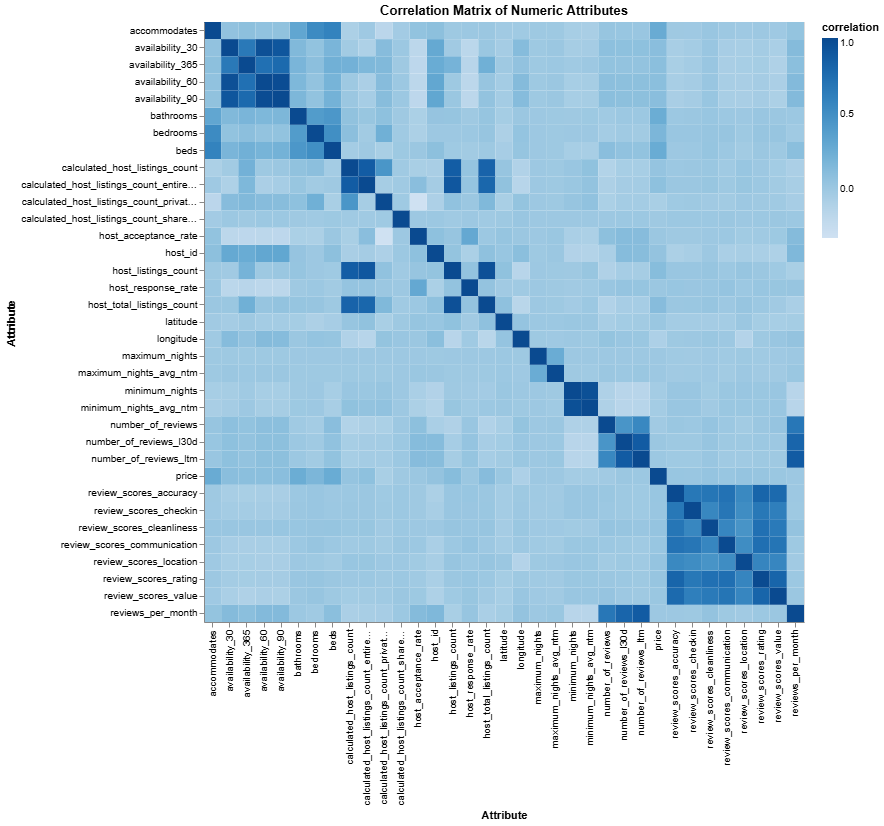 Correlation Matrix of Numeric Attributes
correlation
1.0
0.5
0.0
Attribute
accommodates
availability_30
availability_365
availability_60
availability_90
bathrooms
bedrooms
beds
calculated_host_listings_count
calculated_host_listings_count_entire…
calculated_host_listings_count_privat…
calculated_host_listings_count_share…
host_acceptance_rate
host_id
host_listings_count
host_response_rate
host_total_listings_count
latitude
longitude
maximum_nights
maximum_nights_avg_ntm
minimum_nights
minimum_nights_avg_ntm
number_of_reviews
number_of_reviews_l30d
number_of_reviews_ltm
price
review_scores_accuracy
review_scores_checkin
review_scores_cleanliness
review_scores_communication
review_scores_location
review_scores_rating
review_scores_value
reviews_per_month
accommodates
availability_30
availability_365
availability_60
availability_90
bathrooms
bedrooms
beds
calculated_host_listings_count
calculated_host_listings_count_entire…
calculated_host_listings_count_privat…
calculated_host_listings_count_share…
host_acceptance_rate
host_id
host_listings_count
host_response_rate
host_total_listings_count
latitude
longitude
maximum_nights
maximum_nights_avg_ntm
minimum_nights
minimum_nights_avg_ntm
number_of_reviews
number_of_reviews_l30d
number_of_reviews_ltm
price
review_scores_accuracy
review_scores_checkin
review_scores_cleanliness
review_scores_communication
review_scores_location
review_scores_rating
review_scores_value
reviews_per_month
Attribute